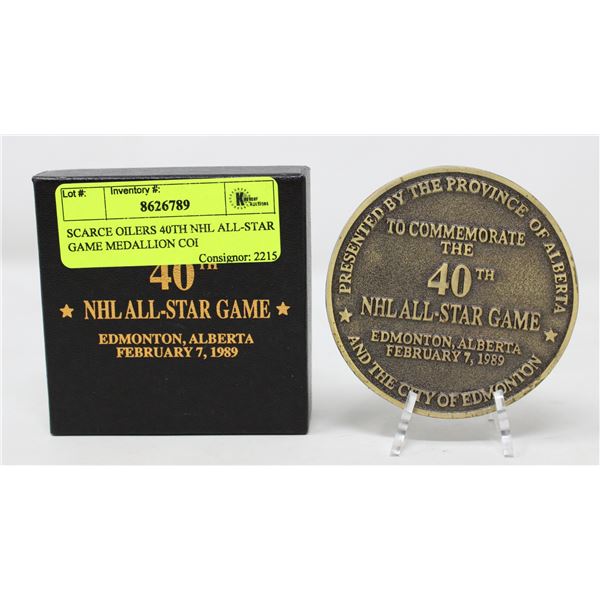 Lot #:
Inventory #:
8626789
SCARCE OILERS 40TH NHL ALL-STAR
GAME MEDALLION COI
Consignor: 2215
40TH
★ NHL ALL-STAR GAME ★
EDMONTON, ALBERTA
FEBRUARY 7, 1989
PRESENTED BY THE PROVINCE OF ALBERTA
TO COMMEMORATE
THE
40TH
NHL ALL-STAR GAME
EDMONTON, ALBERTA
FEBRUARY 7, 1989
★ AND THE CITY OF EDMONTON ★